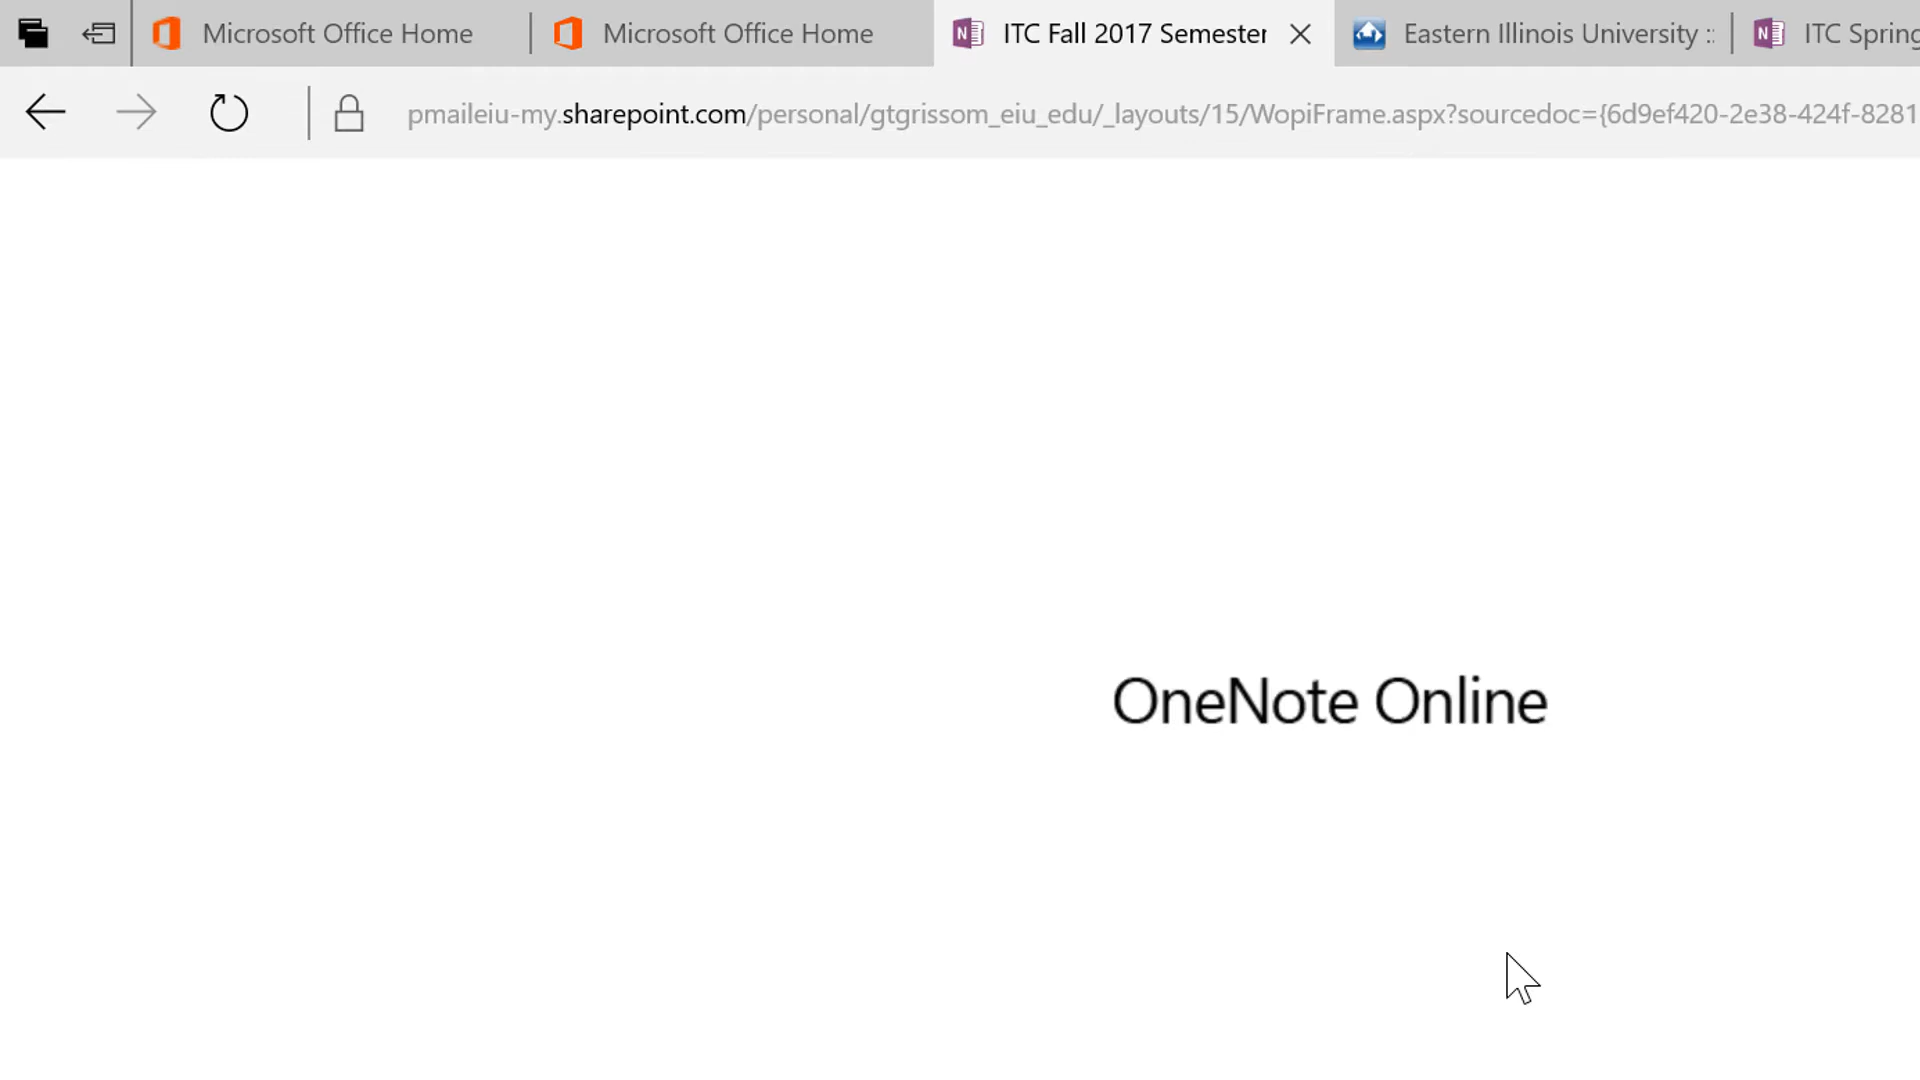 Microsoft Office Home
Microsoft Office Home
ITC Fall 2017 Semester
Eastern Illinois University ::
ITC Spring
pmaileiu-my.sharepoint.com/personal/gtgrissom_eiu_edu/_layouts/15/WopiFrame.aspx?sourcedoc={6d9ef420-2e38-424f-8281
OneNote Online